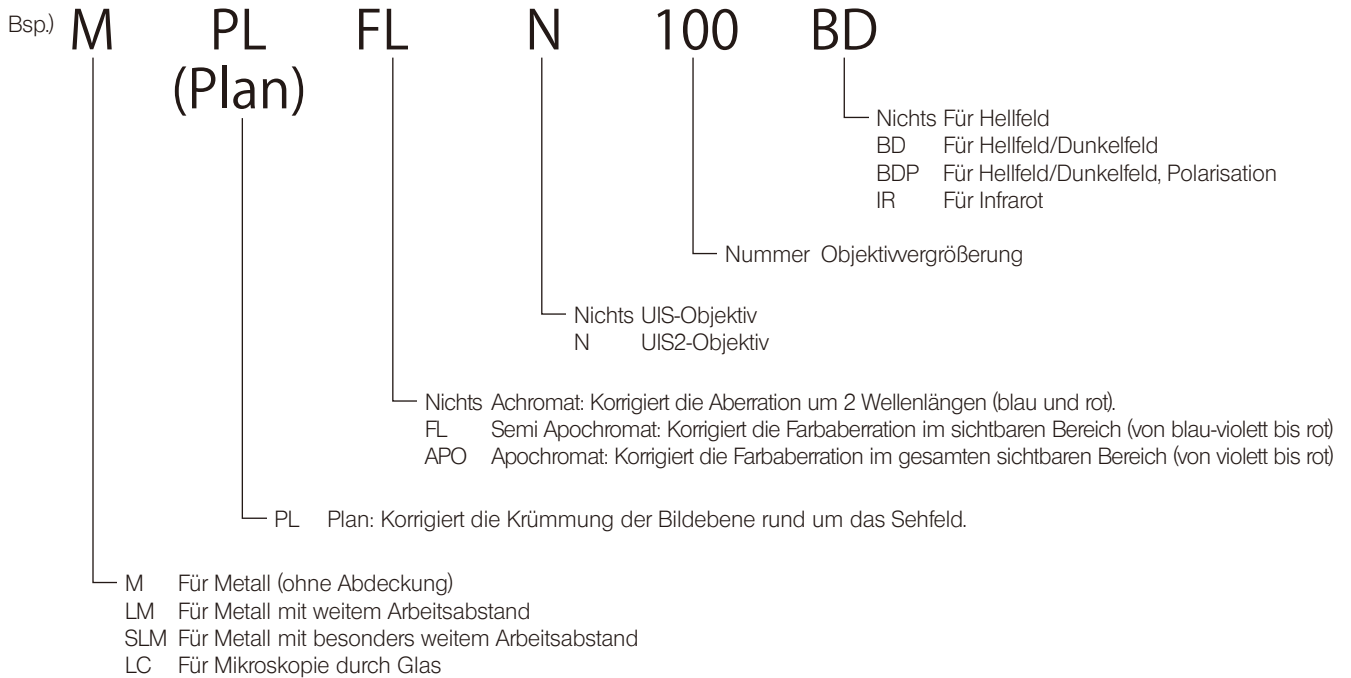 Bsp.) M PL FL N 100 BD
(Plan)
Nichts Für Hellfeld
BD Für Hellfeld/Dunkelfeld
BDP Für Hellfeld/Dunkelfeld, Polarisation
IR Für Infrarot
Nummer Objektivvergrößerung
Nichts UIS-Objektiv
N UIS2-Objektiv
Nichts Achromat: Korrigiert die Aberration um 2 Wellenlängen (blau und rot).
FL Semi Apochromat: Korrigiert die Farbaberration im sichtbaren Bereich (von blau-violett bis rot)
APO Apochromat: Korrigiert die Farbaberration im gesamten sichtbaren Bereich (von violett bis rot)
PL Plan: Korrigiert die Krümmung der Bildebene rund um das Sehfeld.
M Für Metall (ohne Abdeckung)
LM Für Metall mit weitem Arbeitsabstand
SLM Für Metall mit besonders weitem Arbeitsabstand
LC Für Mikroskopie durch Glas